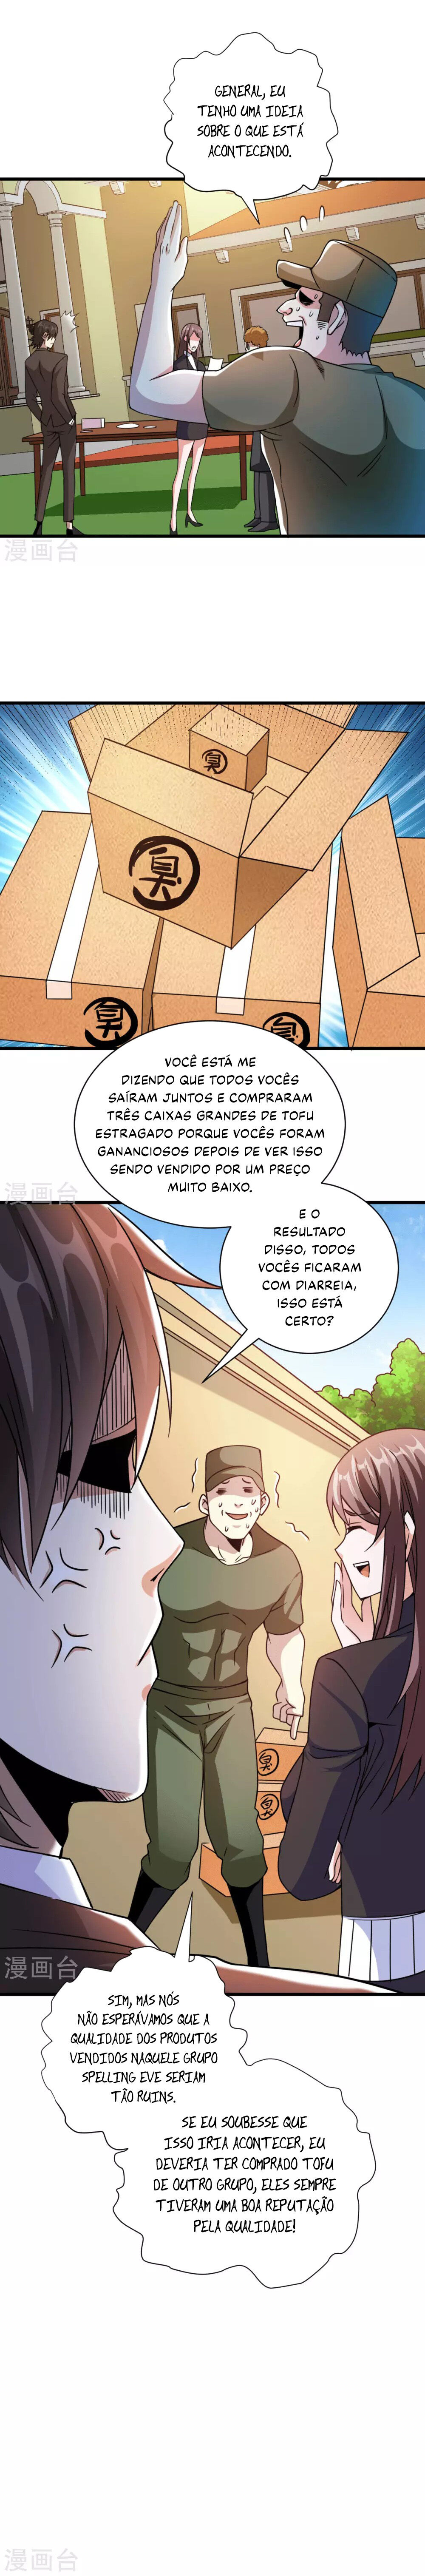 GENERAL, EU
TENHO UMA IDEIA
SOBRE O QUE ESTÁ
ACONTECENDO.
漫画台
臭
臭
臭
臭
VOCÊ ESTÁ ME
DIZENDO QUE TODOS VOCÊS
SAÍRAM JUNTOS E COMPRARAM
TRÊS CAIXAS GRANDES DE TOFU
ESTRAGADO PORQUE VOCÊS FORAM
GANANCIOSOS DEPOIS DE VER ISSO
SENDO VENDIDO POR UM PREÇO
MUITO BAIXO.
漫画台
E O
RESULTADO
DISSO, TODOS
VOCÊS FICARAM
COM DIARREIA,
ISSO ESTÁ
CERTO?
臭
臭
漫画台
SIM, MAS NÓS
NÃO ESPERÁVAMOS QUE A
QUALIDADE DOS PRODUTOS
VENDIDOS NAQUELE GRUPO
SPELLING EVE SERIAM
TÃO RUINS.
SE EU SOUBESSE QUE
ISSO IRIA ACONTECER, EU
DEVERIA TER COMPRADO TOFU
DE OUTRO GRUPO, ELES SEMPRE
TIVERAM UMA BOA REPUTAÇÃO
PELA QUALIDADE!
漫画台